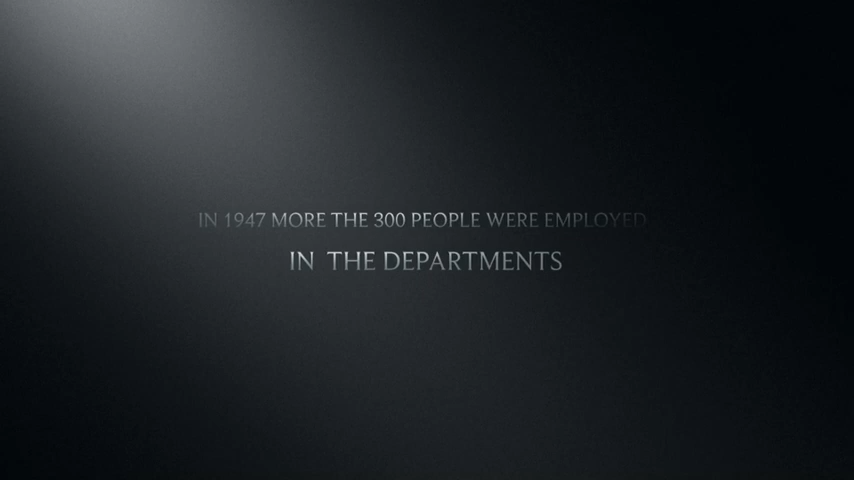 IN 1947 MORE THE 300 PEOPLE WERE EMPLOYED
IN THE DEPARTMENTS